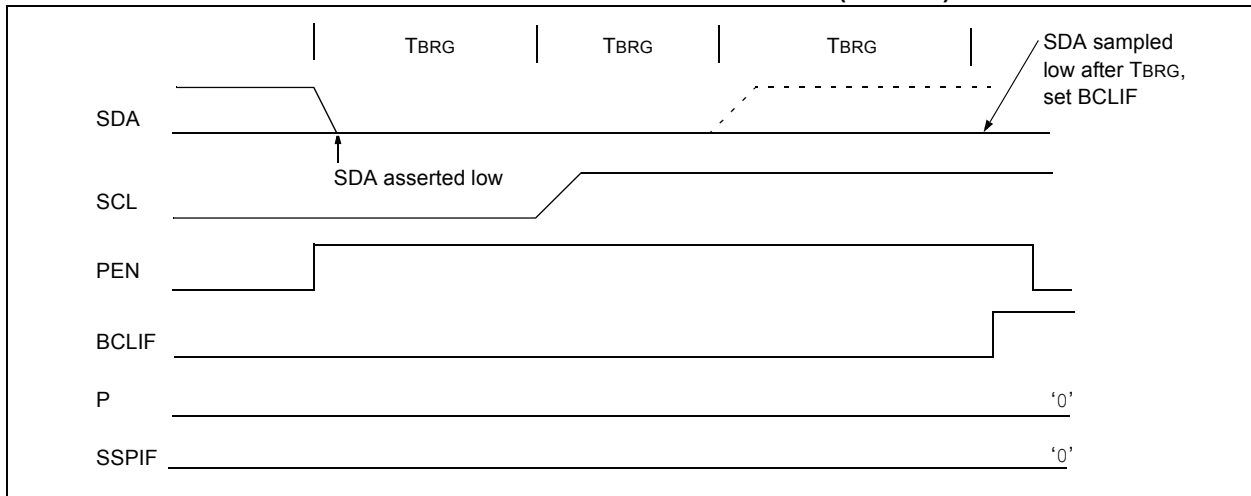 TBRG TBRG TBRG
SDA sampled
low after TBRG,
set BCLIF
SDA
SDA asserted low
SCL
PEN
BCLIF
P ‘0’
SSPIF ‘0’